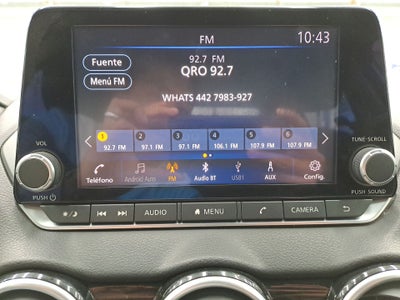 FM
10:43
Fuente
92.7 FM
QRO 92.7
Menú FM
WHATS 442 7983-927
1 2 3 4 5 6
92.7 FM 97.1 FM 94.7 FM 106.1 FM 107.9 FM 107.9 FM
VOL
TUNE·SCROLL
Teléfono Android Auto FM Audio BT USB1 AUX Config.
PUSH
PUSH SOUND
AUDIO MENU CAMERA